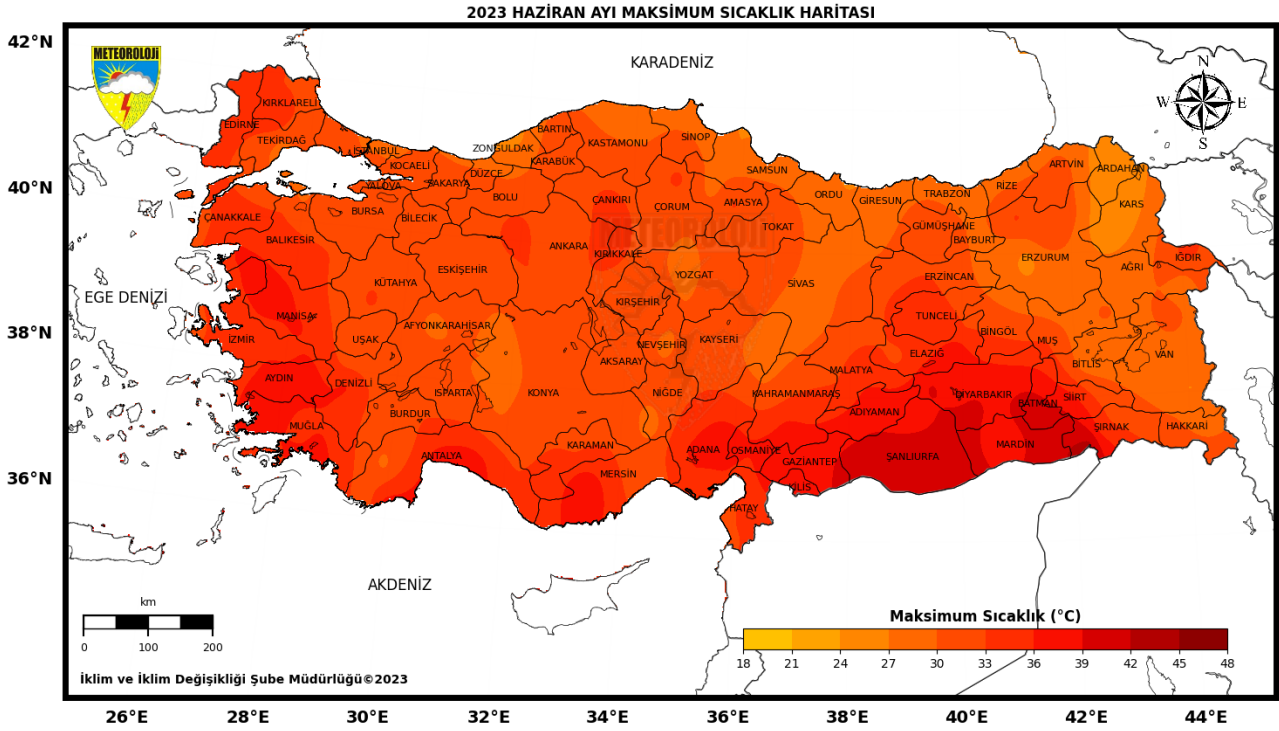 2023 HAZİRAN AYI MAKSİMUM SICAKLIK HARİTASI
42°N
40°N
38°N
36°N
METEOROLOJİ
KARADENİZ
N
W
E
S
EGE DENİZİ
AKDENİZ
KIRKLARELİ
EDİRNE
TEKİRDAĞ
İSTANBUL
KOCAELİ
YALOVA
SAKARYA
DÜZCE
ZONGULDAK
BARTIN
KARABÜK
KASTAMONU
SİNOP
SAMSUN
ORDU
GİRESUN
TRABZON
RİZE
ARTVİN
ARDAHAN
KARS
ÇANAKKALE
BALIKESİR
BURSA
BİLECİK
BOLU
ÇANKIRI
ÇORUM
AMASYA
TOKAT
GÜMÜŞHANE
BAYBURT
ERZURUM
AĞRI
IĞDIR
METEOROLOJİ
ANKARA
KIRIKKALE
ESKİŞEHİR
KÜTAHYA
YOZGAT
SİVAS
ERZİNCAN
KIRŞEHİR
MANİSA
İZMİR
UŞAK
AFYONKARAHİSAR
NEVŞEHİR
KAYSERİ
AKSARAY
TUNCELİ
BİNGÖL
MUŞ
ELAZIĞ
BİTLİS
VAN
AYDIN
DENİZLİ
ISPARTA
KONYA
NİĞDE
KAHRAMANMARAŞ
MALATYA
DİYARBAKIR
BATMAN
SİİRT
ADIYAMAN
BURDUR
MUĞLA
ŞIRNAK
HAKKARİ
MARDİN
ANTALYA
KARAMAN
ADANA
OSMANİYE
GAZİANTEP
ŞANLIURFA
MERSİN
KİLİS
HATAY
km
0 100 200
İklim ve İklim Değişikliği Şube Müdürlüğü©2023
Maksimum Sıcaklık (°C)
18 21 24 27 30 33 36 39 42 45 48
26°E 28°E 30°E 32°E 34°E 36°E 38°E 40°E 42°E 44°E